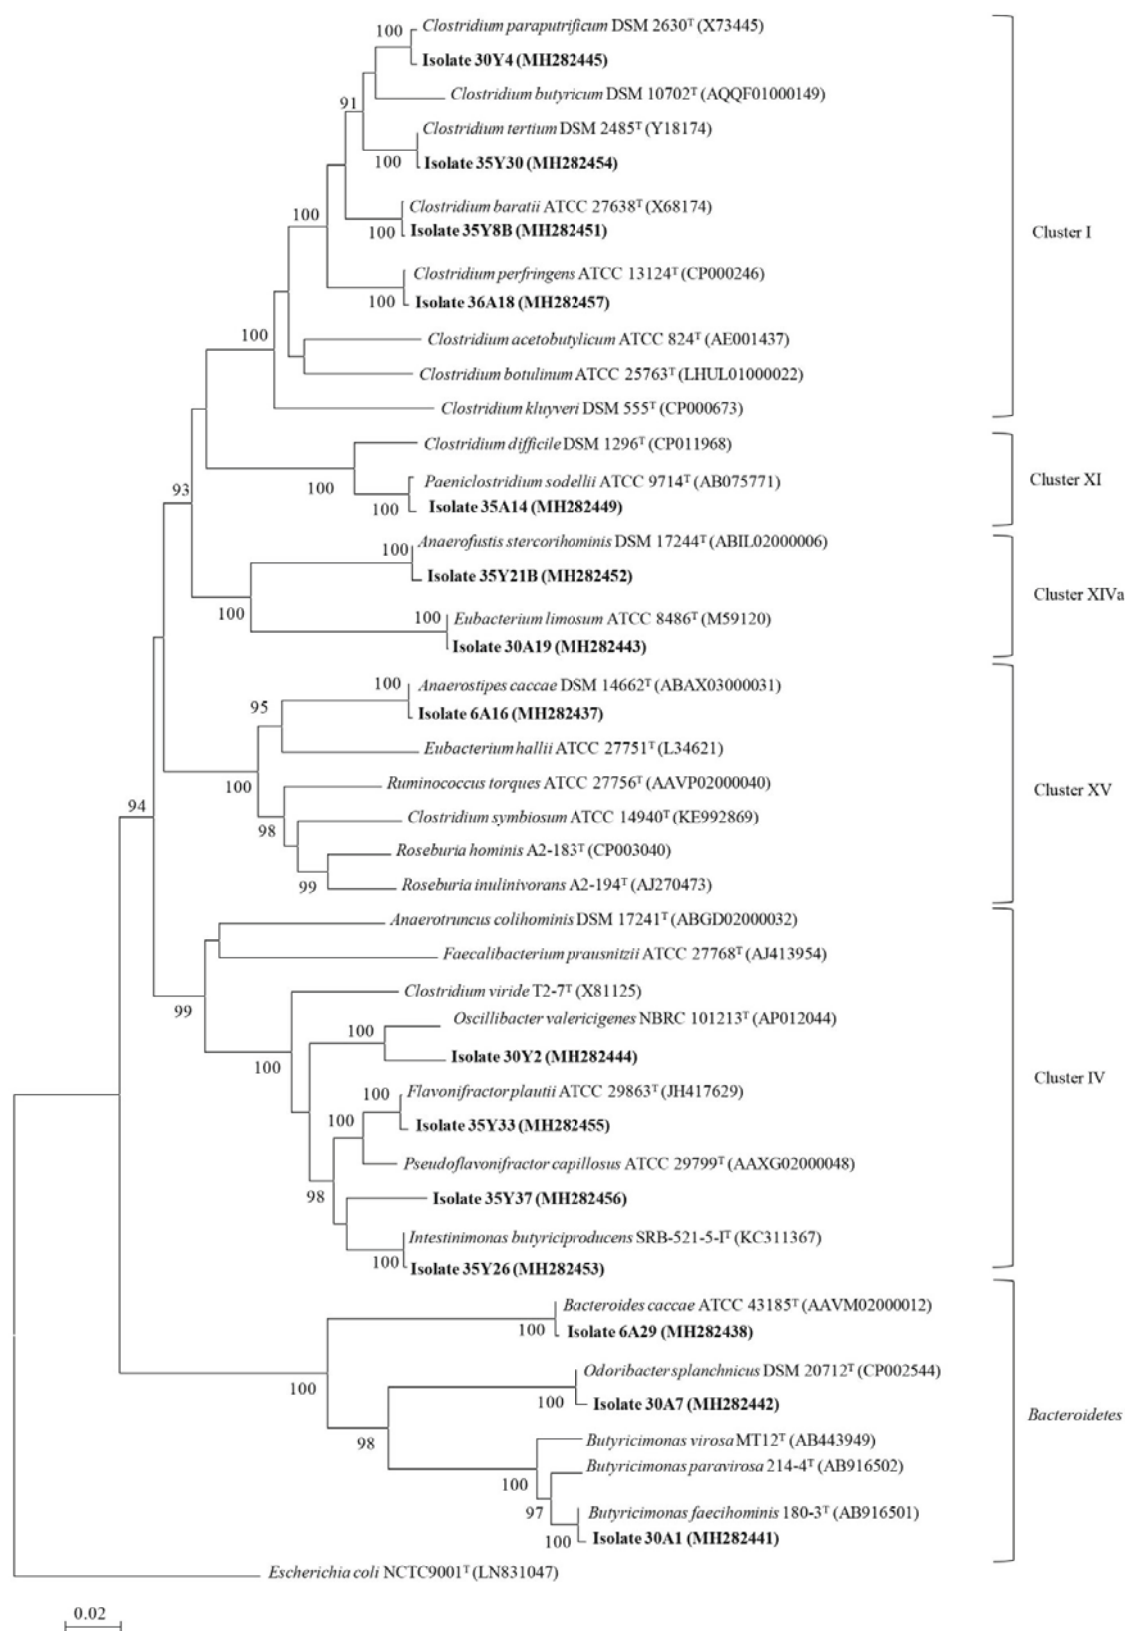 100 Clostridium paraputrificum DSM 2630ᵀ (X73445)
Isolate 30Y4 (MH282445)
Clostridium butyricum DSM 10702ᵀ (AQQF01000149)
91
Clostridium tertium DSM 2485ᵀ (Y18174)
100 Isolate 35Y30 (MH282454)
Clostridium baratii ATCC 27638ᵀ (X68174)
100
100 Isolate 35Y8B (MH282451)
Cluster I
Clostridium perfringens ATCC 13124ᵀ (CP000246)
100 Isolate 36A18 (MH282457)
100
Clostridium acetobutylicum ATCC 824ᵀ (AE001437)
Clostridium botulinum ATCC 25763ᵀ (LHUL01000022)
Clostridium kluyveri DSM 555ᵀ (CP000673)
Clostridium difficile DSM 1296ᵀ (CP011968)
Paeniclostridium sodellii ATCC 9714ᵀ (AB075771)
Cluster XI
93
100
100 Isolate 35A14 (MH282449)
Anaerofustis stercorihominis DSM 17244ᵀ (ABIL02000006)
100
Isolate 35Y21B (MH282452)
Cluster XIVa
100
100 Eubacterium limosum ATCC 8486ᵀ (M59120)
Isolate 30A19 (MH282443)
100 Anaerostipes caccae DSM 14662ᵀ (ABAX03000031)
95
Isolate 6A16 (MH282437)
Eubacterium hallii ATCC 27751ᵀ (L34621)
100
Ruminococcus torques ATCC 27756ᵀ (AAVP02000040)
Cluster XV
94
Clostridium symbiosum ATCC 14940ᵀ (KE992869)
98
Roseburia hominis A2-183ᵀ (CP003040)
99
Roseburia inulinivorans A2-194ᵀ (AJ270473)
Anaerotruncus colihominis DSM 17241ᵀ (ABGD02000032)
Faecalibacterium prausnitzii ATCC 27768ᵀ (AJ413954)
99
Clostridium viride T2-7ᵀ (X81125)
Oscillibacter valericigenes NBRC 101213ᵀ (AP012044)
100
100
Isolate 30Y2 (MH282444)
Cluster IV
100 Flavonifractor plautii ATCC 29863ᵀ (JH417629)
100
Isolate 35Y33 (MH282455)
Pseudoflavonifractor capillosus ATCC 29799ᵀ (AAXG02000048)
98
Isolate 35Y37 (MH282456)
Intestinimonas butyriciproducens SRB-521-5-Iᵀ (KC311367)
100 Isolate 35Y26 (MH282453)
Bacteroides caccae ATCC 43185ᵀ (AAVM02000012)
100 Isolate 6A29 (MH282438)
Odoribacter splanchnicus DSM 20712ᵀ (CP002544)
100
100 Isolate 30A7 (MH282442)
Bacteroidetes
98
Butyricimonas virosa MT12ᵀ (AB443949)
Butyricimonas paravirosa 214-4ᵀ (AB916502)
100
97
Butyricimonas faecihominis 180-3ᵀ (AB916501)
100 Isolate 30A1 (MH282441)
Escherichia coli NCTC9001ᵀ (LN831047)
0.02